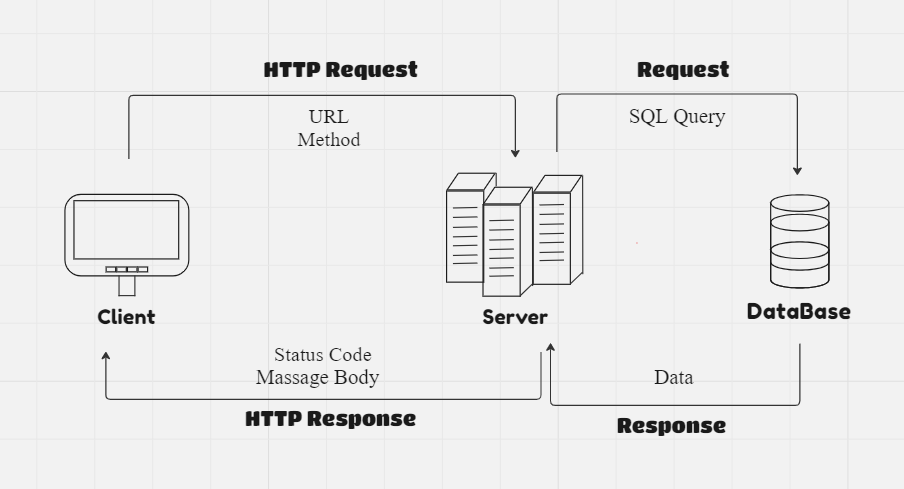 HTTP Request
Request
URL
Method
SQL Query
Client
Server
DataBase
Status Code
Massage Body
Data
HTTP Response
Response